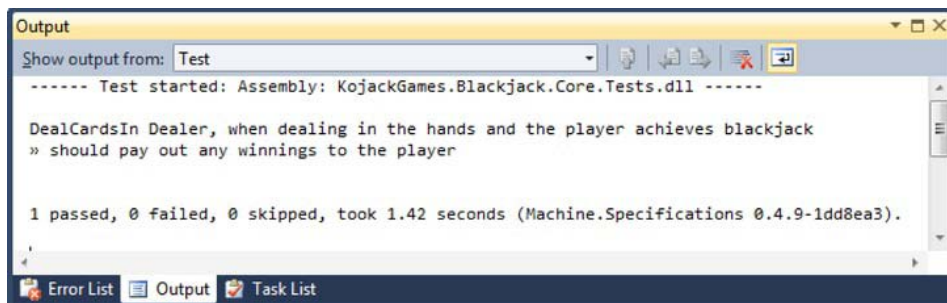 Output
Show output from: Test
------ Test started: Assembly: KojackGames.Blackjack.Core.Tests.dll ------
DealCardsIn Dealer, when dealing in the hands and the player achieves blackjack
» should pay out any winnings to the player
1 passed, 0 failed, 0 skipped, took 1.42 seconds (Machine.Specifications 0.4.9-1dd8ea3).
Error List Output Task List